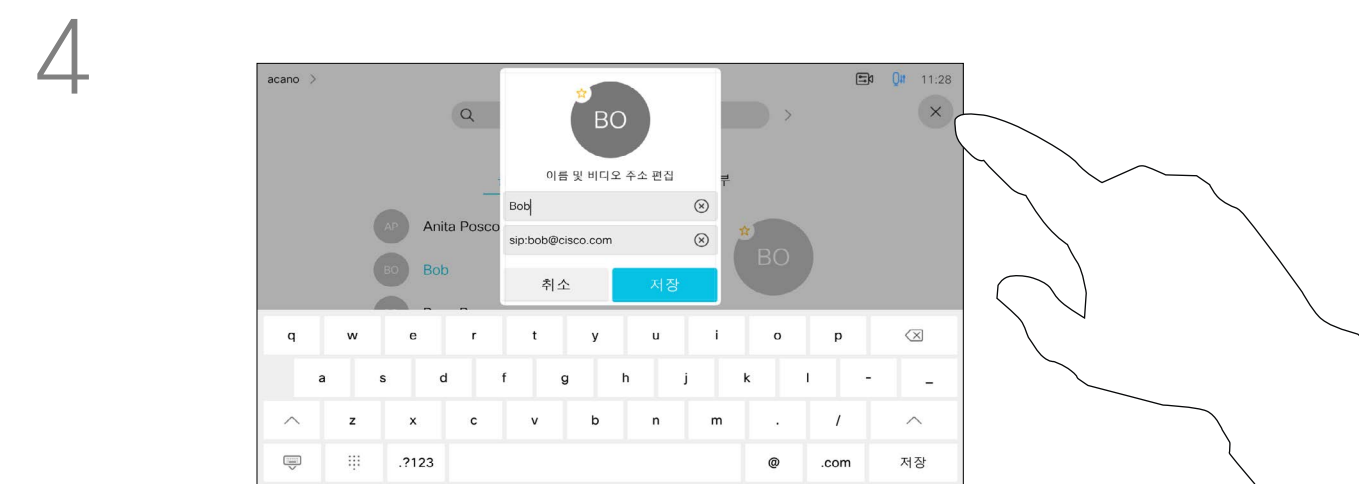 4
acano >
11:28
BO
이름 및 비디오 주소 편집
부
Bob
sip:bob@cisco.com
취소 저장
AP Anita Posco
BO Bob
BO
q w e r t y u i o p
a s d f g h j k l - _
z x c v b n m . /
.?123 @ .com 저장